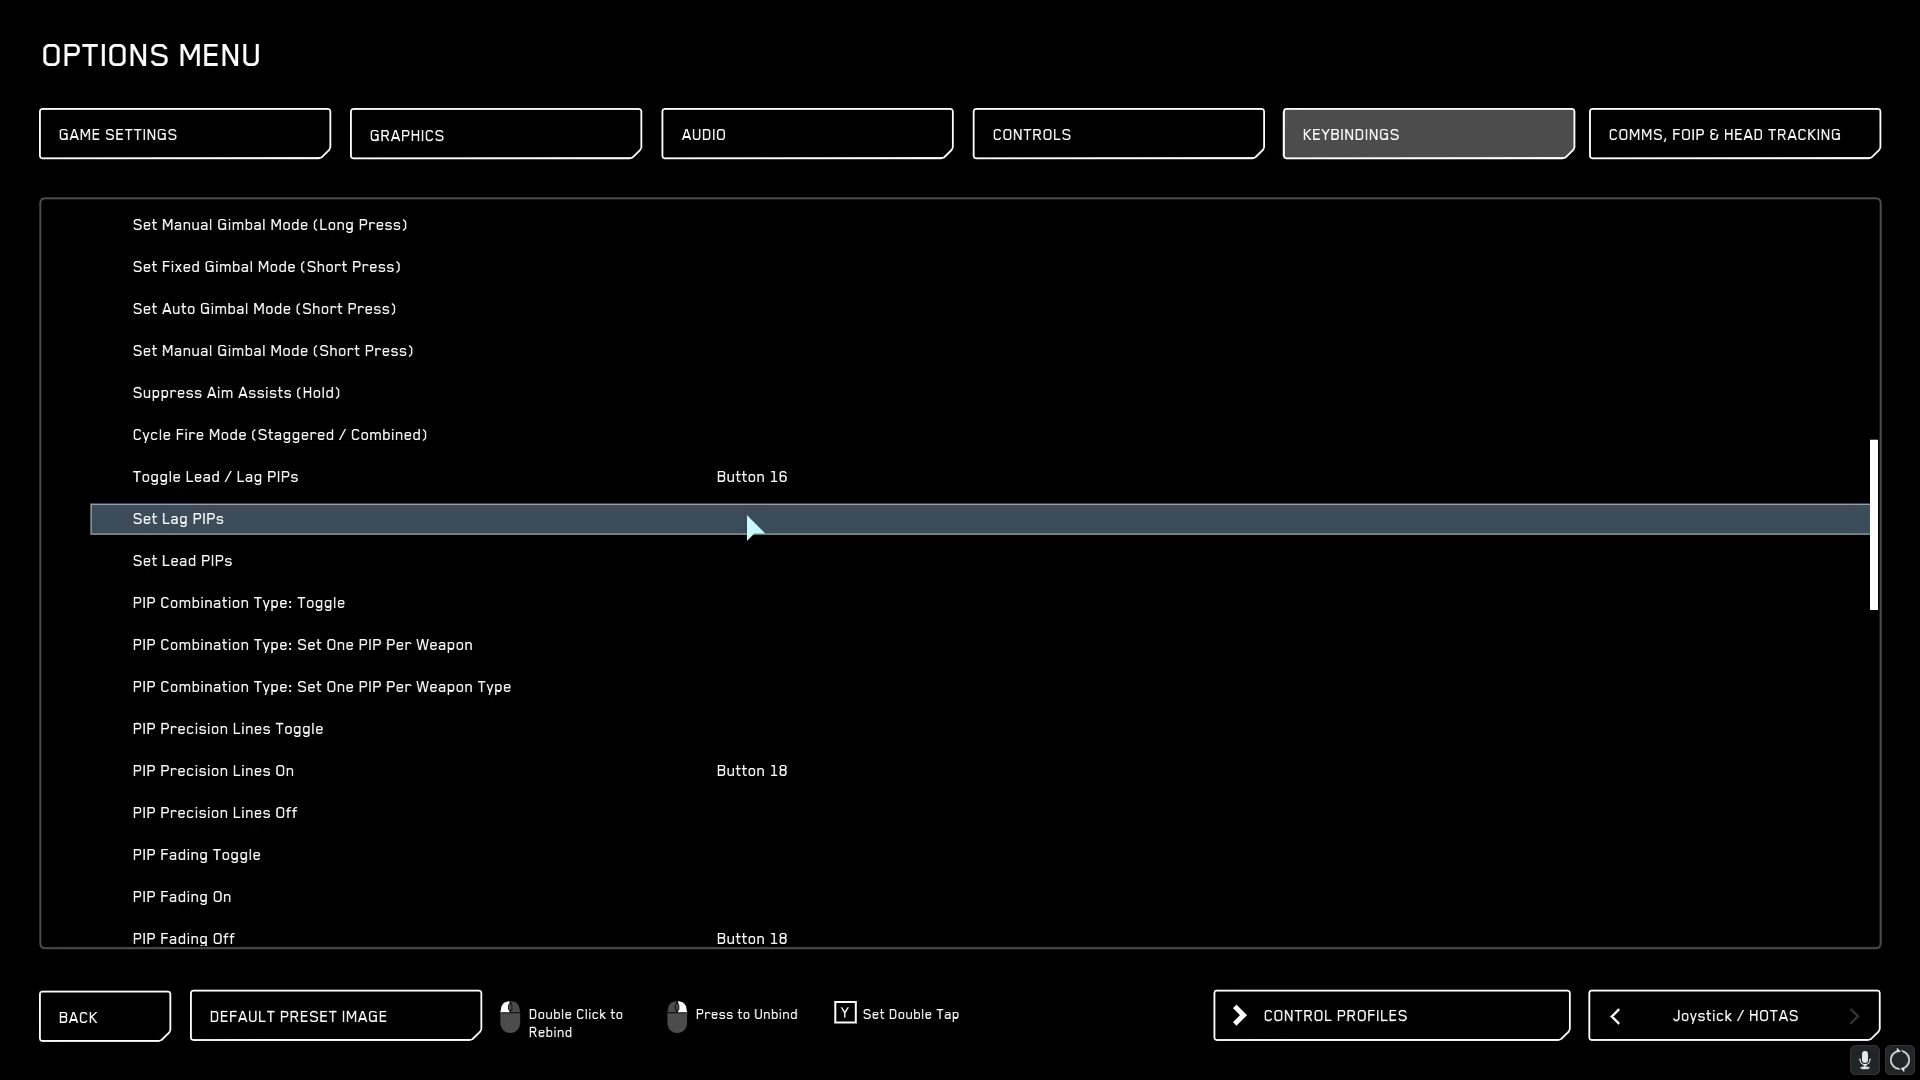 OPTIONS MENU
GAME SETTINGS
GRAPHICS
AUDIO
CONTROLS
KEYBINDINGS
COMMS, FOIP & HEAD TRACKING
Set Manual Gimbal Mode (Long Press)
Set Fixed Gimbal Mode (Short Press)
Set Auto Gimbal Mode (Short Press)
Set Manual Gimbal Mode (Short Press)
Suppress Aim Assists (Hold)
Cycle Fire Mode (Staggered / Combined)
Toggle Lead / Lag PIPs Button 16
Set Lag PIPs
Set Lead PIPs
PIP Combination Type: Toggle
PIP Combination Type: Set One PIP Per Weapon
PIP Combination Type: Set One PIP Per Weapon Type
PIP Precision Lines Toggle
PIP Precision Lines On Button 18
PIP Precision Lines Off
PIP Fading Toggle
PIP Fading On
PIP Fading Off Button 18
BACK
DEFAULT PRESET IMAGE
Double Click to
Rebind
Press to Unbind
Y Set Double Tap
CONTROL PROFILES
Joystick / HOTAS